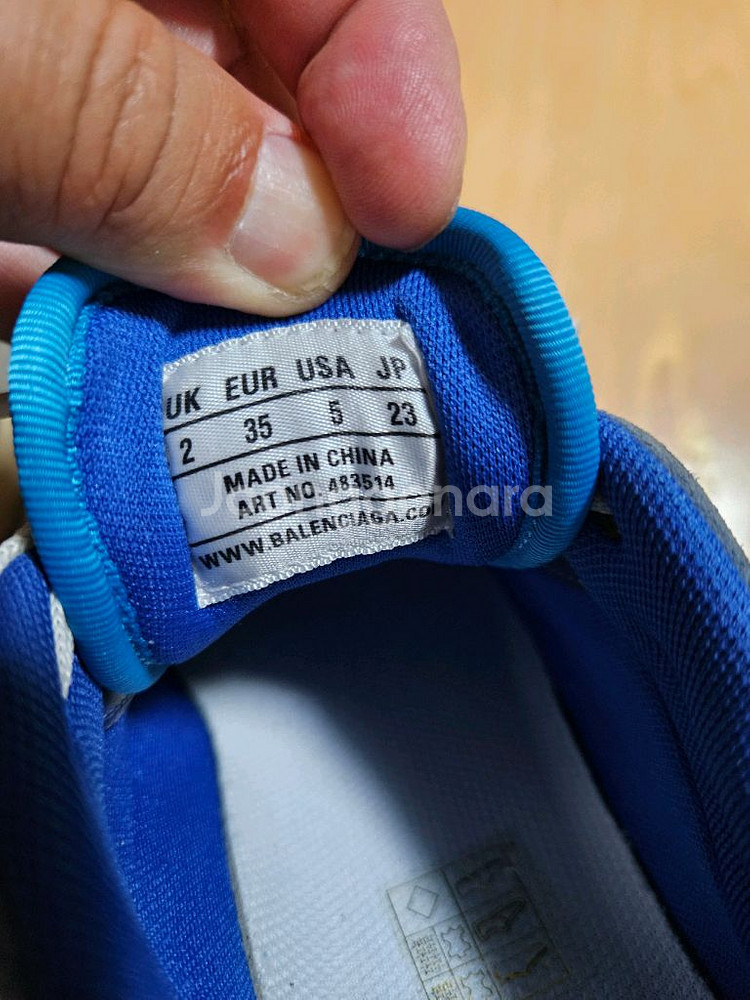 UK EUR USA JP
2 35 5 23
MADE IN CHINA
ART NO. 483514
WWW.BALENCIAGA.CO